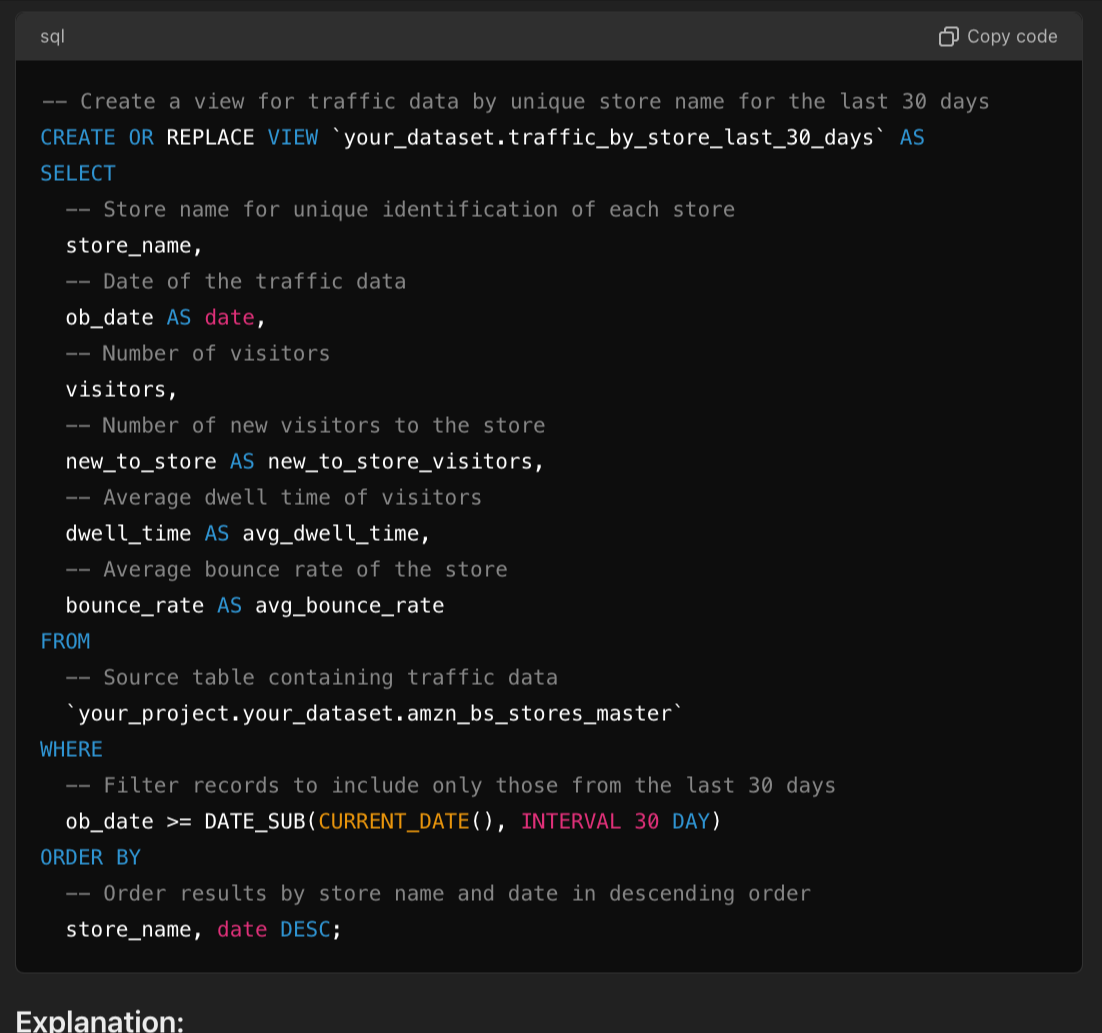 sql
Copy code
-- Create a view for traffic data by unique store name for the last 30 days
CREATE OR REPLACE VIEW `your_dataset.traffic_by_store_last_30_days` AS
SELECT
  -- Store name for unique identification of each store
  store_name,
  -- Date of the traffic data
  ob_date AS date,
  -- Number of visitors
  visitors,
  -- Number of new visitors to the store
  new_to_store AS new_to_store_visitors,
  -- Average dwell time of visitors
  dwell_time AS avg_dwell_time,
  -- Average bounce rate of the store
  bounce_rate AS avg_bounce_rate
FROM
  -- Source table containing traffic data
  `your_project.your_dataset.amzn_bs_stores_master`
WHERE
  -- Filter records to include only those from the last 30 days
  ob_date >= DATE_SUB(CURRENT_DATE(), INTERVAL 30 DAY)
ORDER BY
  -- Order results by store name and date in descending order
  store_name, date DESC;
Explanation: